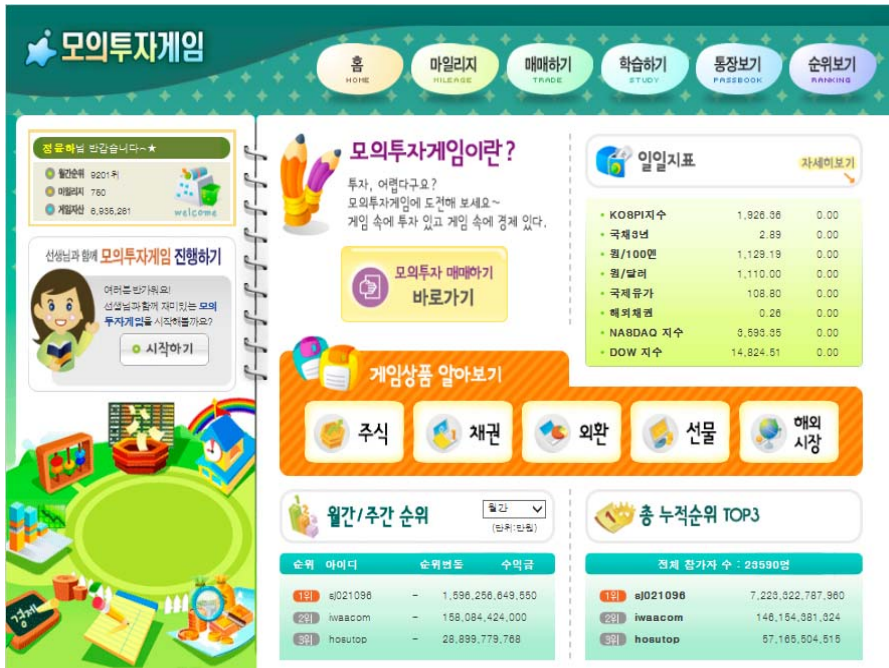 모의투자게임
홈
HOME
마일리지
MILEAGE
매매하기
TRADE
학습하기
STUDY
통장보기
PASSBOOK
순위보기
RANKING
정윤하님 반갑습니다~★
월간순위 9201위
마일리지 760
게임자산 6,935,261
welcome
선생님과 함께 모의투자게임 진행하기
여러분 반가워요!
선생님과함께 재미있는 모의
투자게임을 시작해볼까요?
시작하기
경제
모의투자게임이란?
투자, 어렵다구요?
모의투자게임에 도전해 보세요~
게임 속에 투자 있고 게임 속에 경제 있다.
모의투자 매매하기
바로가기
일일지표
자세히보기
KOSPI지수 1,926.36 0.00
국채3년 2.89 0.00
원/100엔 1,129.19 0.00
원/달러 1,110.00 0.00
국제유가 108.80 0.00
해외채권 0.26 0.00
NASDAQ 지수 3,593.35 0.00
DOW 지수 14,824.51 0.00
게임상품 알아보기
주식
채권
외환
선물
해외
시장
월간/주간 순위
월간
(단위:만원)
순위 아이디 순위변동 수익금
1위 sj021096 - 1,596,256,649,550
2위 iwaacom - 158,084,424,000
3위 hosutop - 28,899,779,768
총 누적순위 TOP3
전체 참가자 수 : 23590명
1위 sj021096 7,223,322,787,960
2위 iwaacom 146,154,381,324
3위 hosutop 57,165,504,515